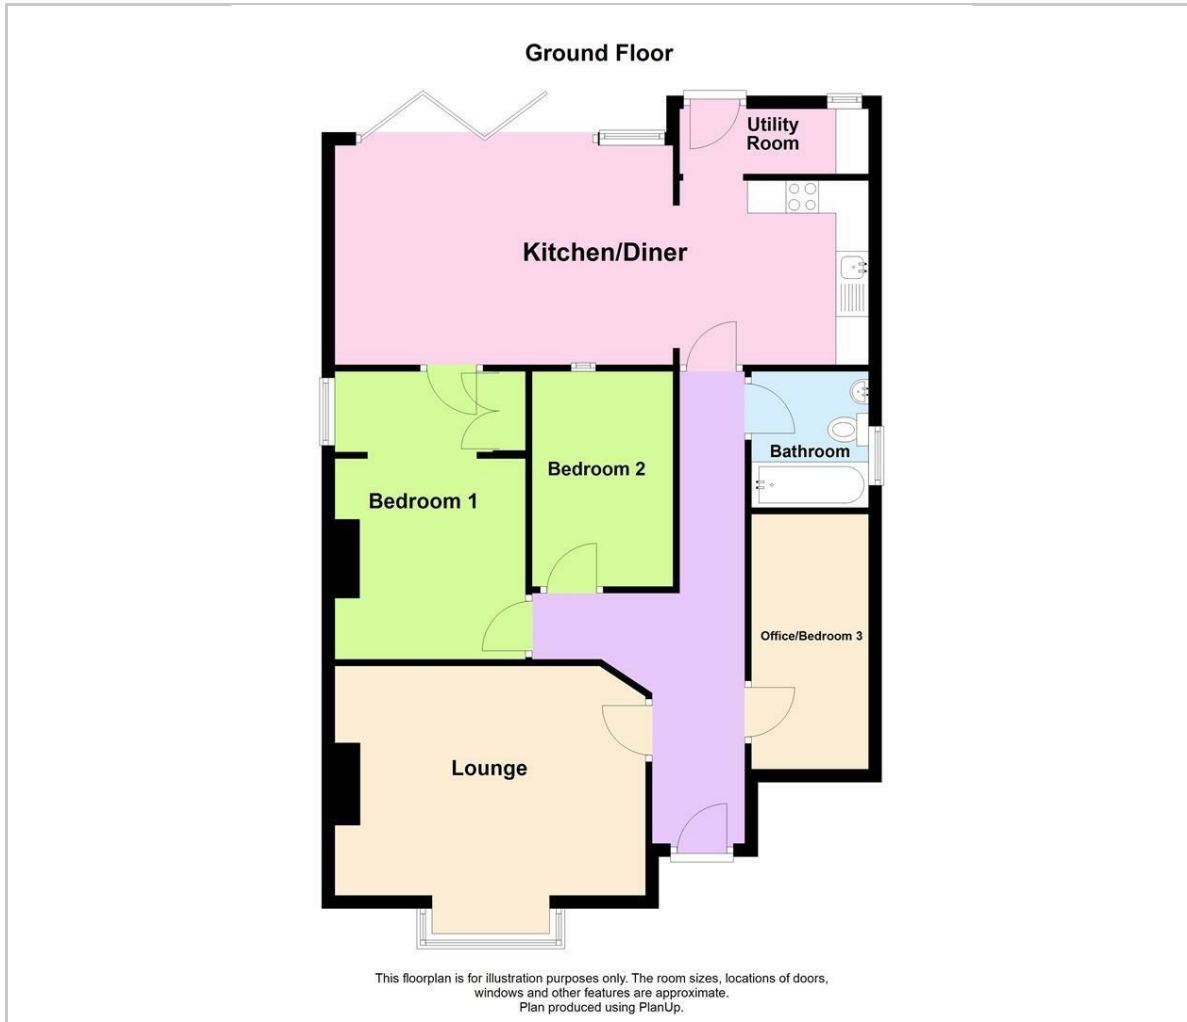 Ground Floor
Utility
Room
Kitchen/Diner
Bedroom 2
Bathroom
Bedroom 1
Office/Bedroom 3
Lounge
This floorplan is for illustration purposes only. The room sizes, locations of doors,
windows and other features are approximate.
Plan produced using PlanUp.